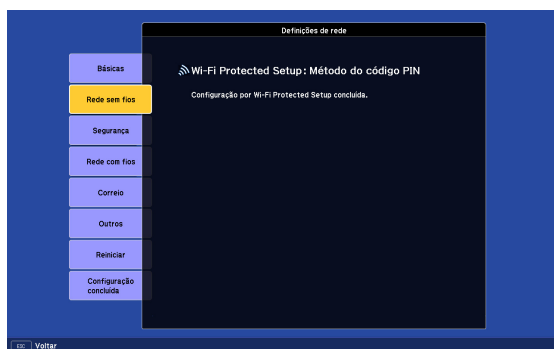 Definições de rede
Básicas
Rede sem fios
Segurança
Rede com fios
Correio
Outros
Reiniciar
Configuração
concluída
Wi-Fi Protected Setup: Método do código PIN
Configuração por Wi-Fi Protected Setup concluída.
ESC Voltar